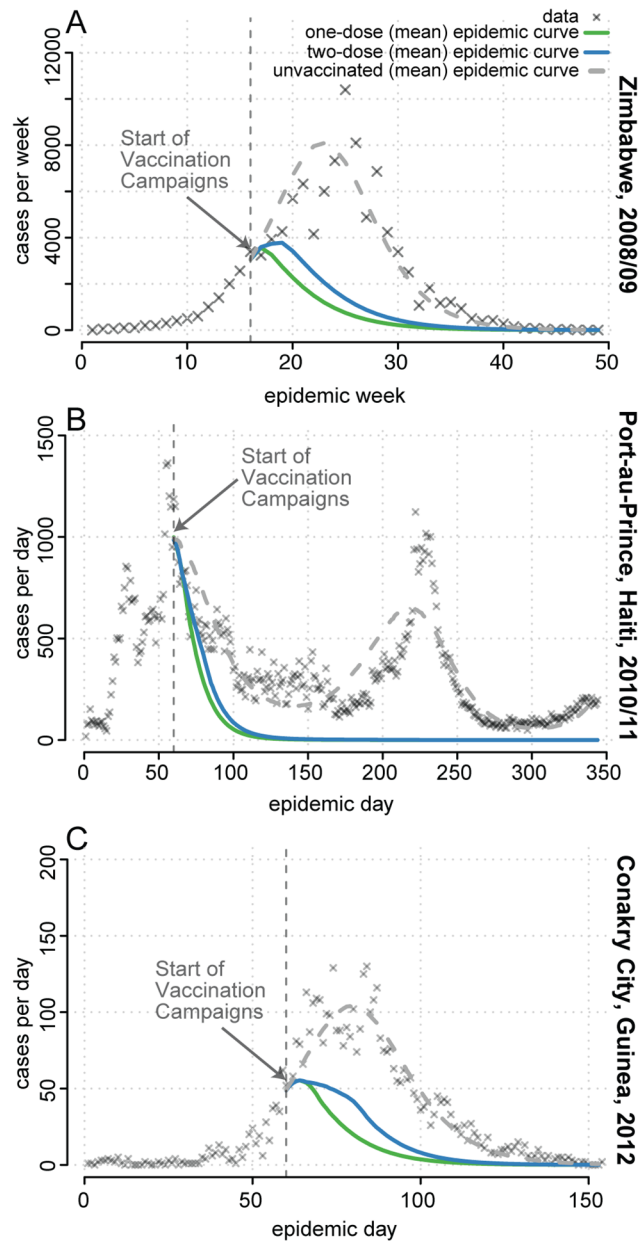 A
data
one-dose (mean) epidemic curve
two-dose (mean) epidemic curve
unvaccinated (mean) epidemic curve
Start of
Vaccination
Campaigns
cases per week
0
4000
8000
12000
0
10
20
30
40
50
epidemic week
Zimbabwe, 2008/09
B
Start of
Vaccination
Campaigns
cases per day
0
500
1000
1500
0
50
100
150
200
250
300
350
epidemic day
Port-au-Prince, Haiti, 2010/11
C
Start of
Vaccination
Campaigns
cases per day
0
50
100
150
200
0
50
100
150
epidemic day
Conakry City, Guinea, 2012